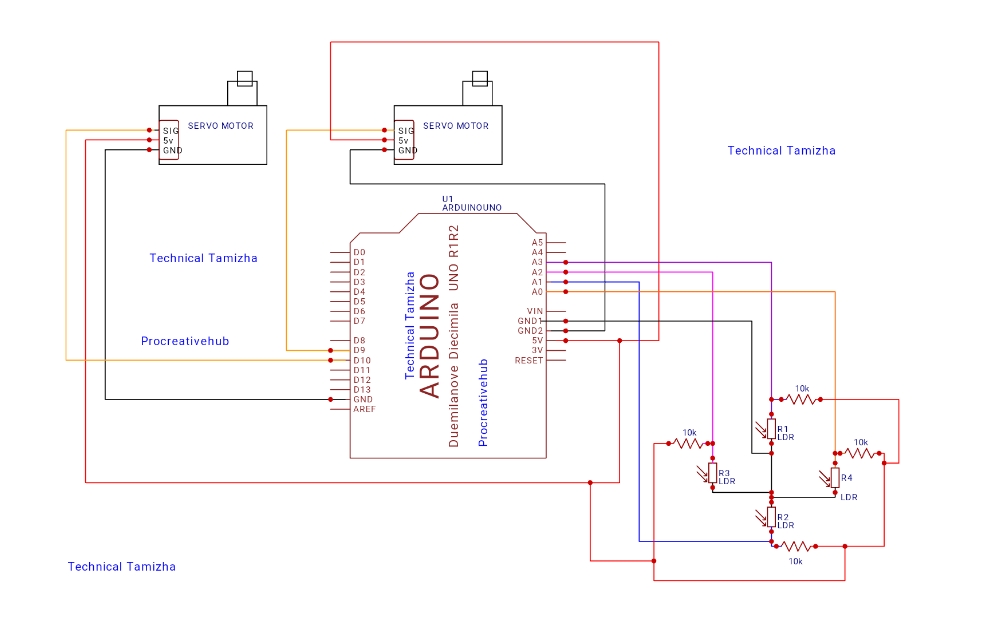 SERVO MOTOR
SIG
5v
GND
SERVO MOTOR
SIG
5v
GND
Technical Tamizha
U1
ARDUINOUNO
Technical Tamizha
Procreativehub
Technical Tamizha
D0
D1
D2
D3
D4
D5
D6
D7
D8
D9
D10
D11
D12
D13
GND
AREF
Technical Tamizha
ARDUINO
Duemilanove Diecimila UNO R1R2
Procreativehub
A5
A4
A3
A2
A1
A0
VIN
GND1
GND2
5V
3V
RESET
10k
R1
LDR
10k
R3
LDR
10k
R4
LDR
R2
LDR
10k